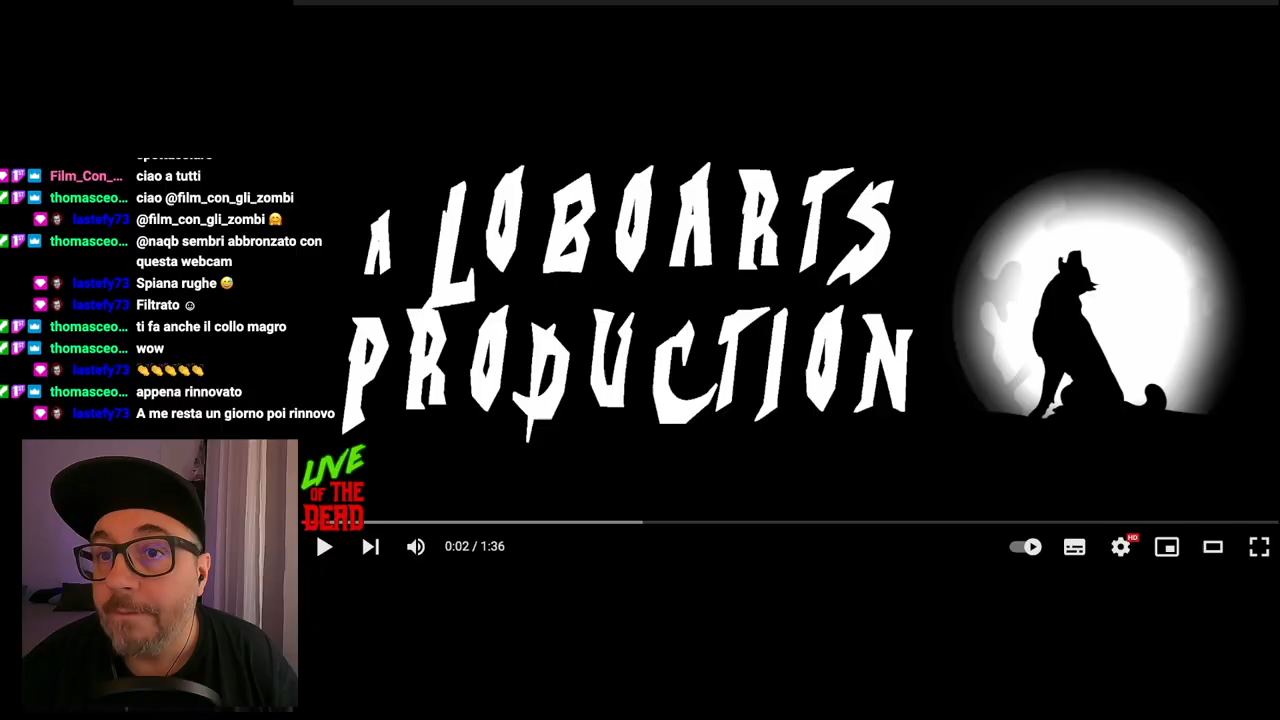 Film_Con_... ciao a tutti
thomasceo... ciao @film_con_gli_zombi
lastefy73 @film_con_gli_zombi 🤗
thomasceo... @naqb sembri abbronzato con
questa webcam
lastefy73 Spiana rughe 😅
lastefy73 Filtrato ☺
thomasceo... ti fa anche il collo magro
thomasceo... wow
lastefy73 👏👏👏👏👏
thomasceo... appena rinnovato
lastefy73 A me resta un giorno poi rinnovo
A LOBOARTS
PRODUCTION
LIVE
OF THE
DEAD
0:02 / 1:36
HD